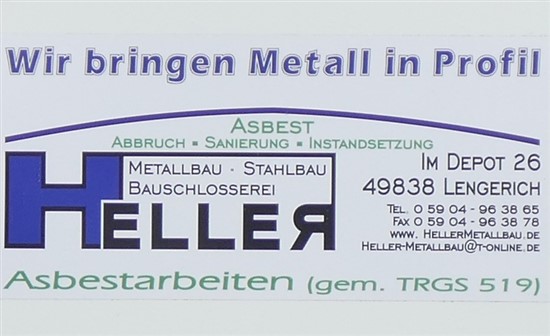 Wir bringen Metall in Profil
ASBEST
ABBRUCH = SANIERUNG = INSTANDSETZUNG
METALLBAU · STAHLBAU
BAUSCHLOSSEREI
HELLER
IM DEPOT 26
49838 LENGERICH
TEL. 0 59 04 - 96 38 65
FAX 0 59 04 - 96 38 78
WWW. HELLERMETALLBAU.DE
HELLER-METALLBAU@T-ONLINE.DE
Asbestarbeiten (gem. TRGS 519)